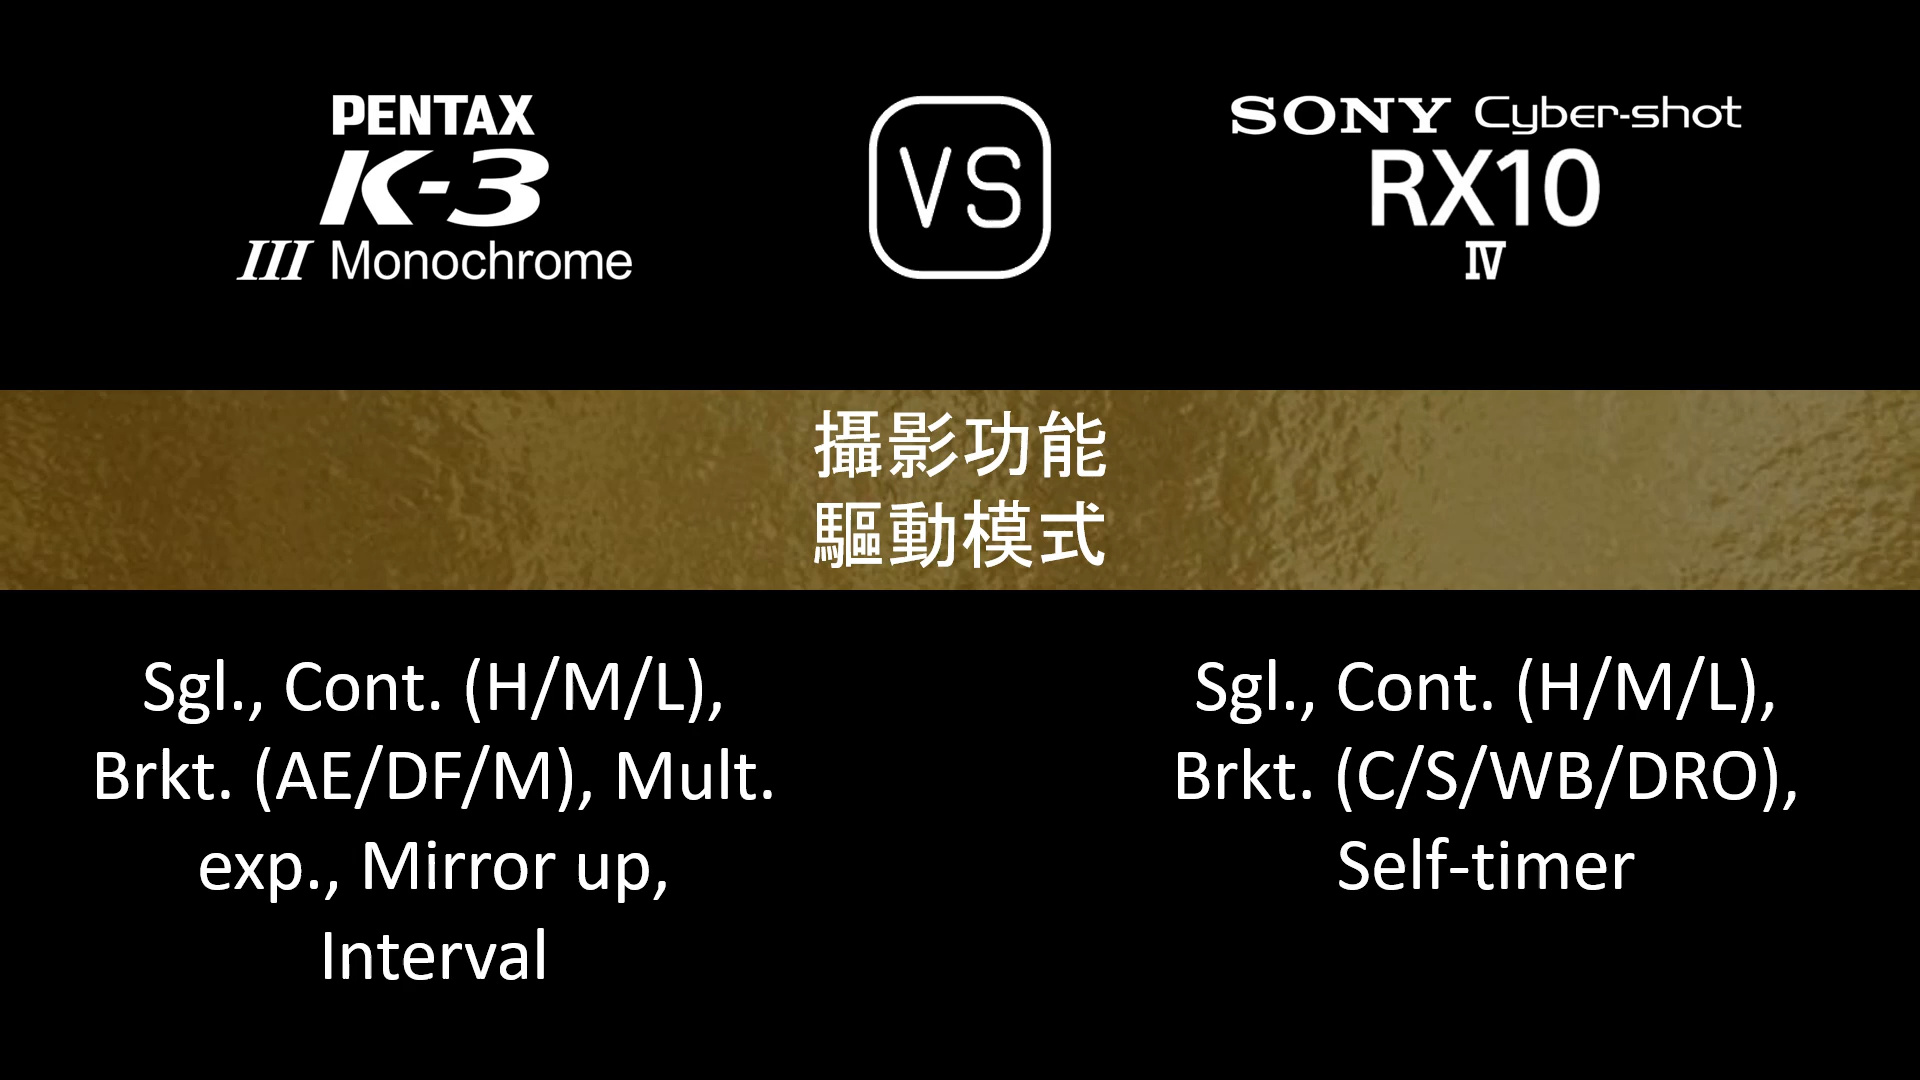 PENTAX
K-3
III Monochrome
VS
SONY Cyber-shot
RX10
IV
攝影功能
驅動模式
Sgl., Cont. (H/M/L),
Brkt. (AE/DF/M), Mult.
exp., Mirror up,
Interval
Sgl., Cont. (H/M/L),
Brkt. (C/S/WB/DRO),
Self-timer